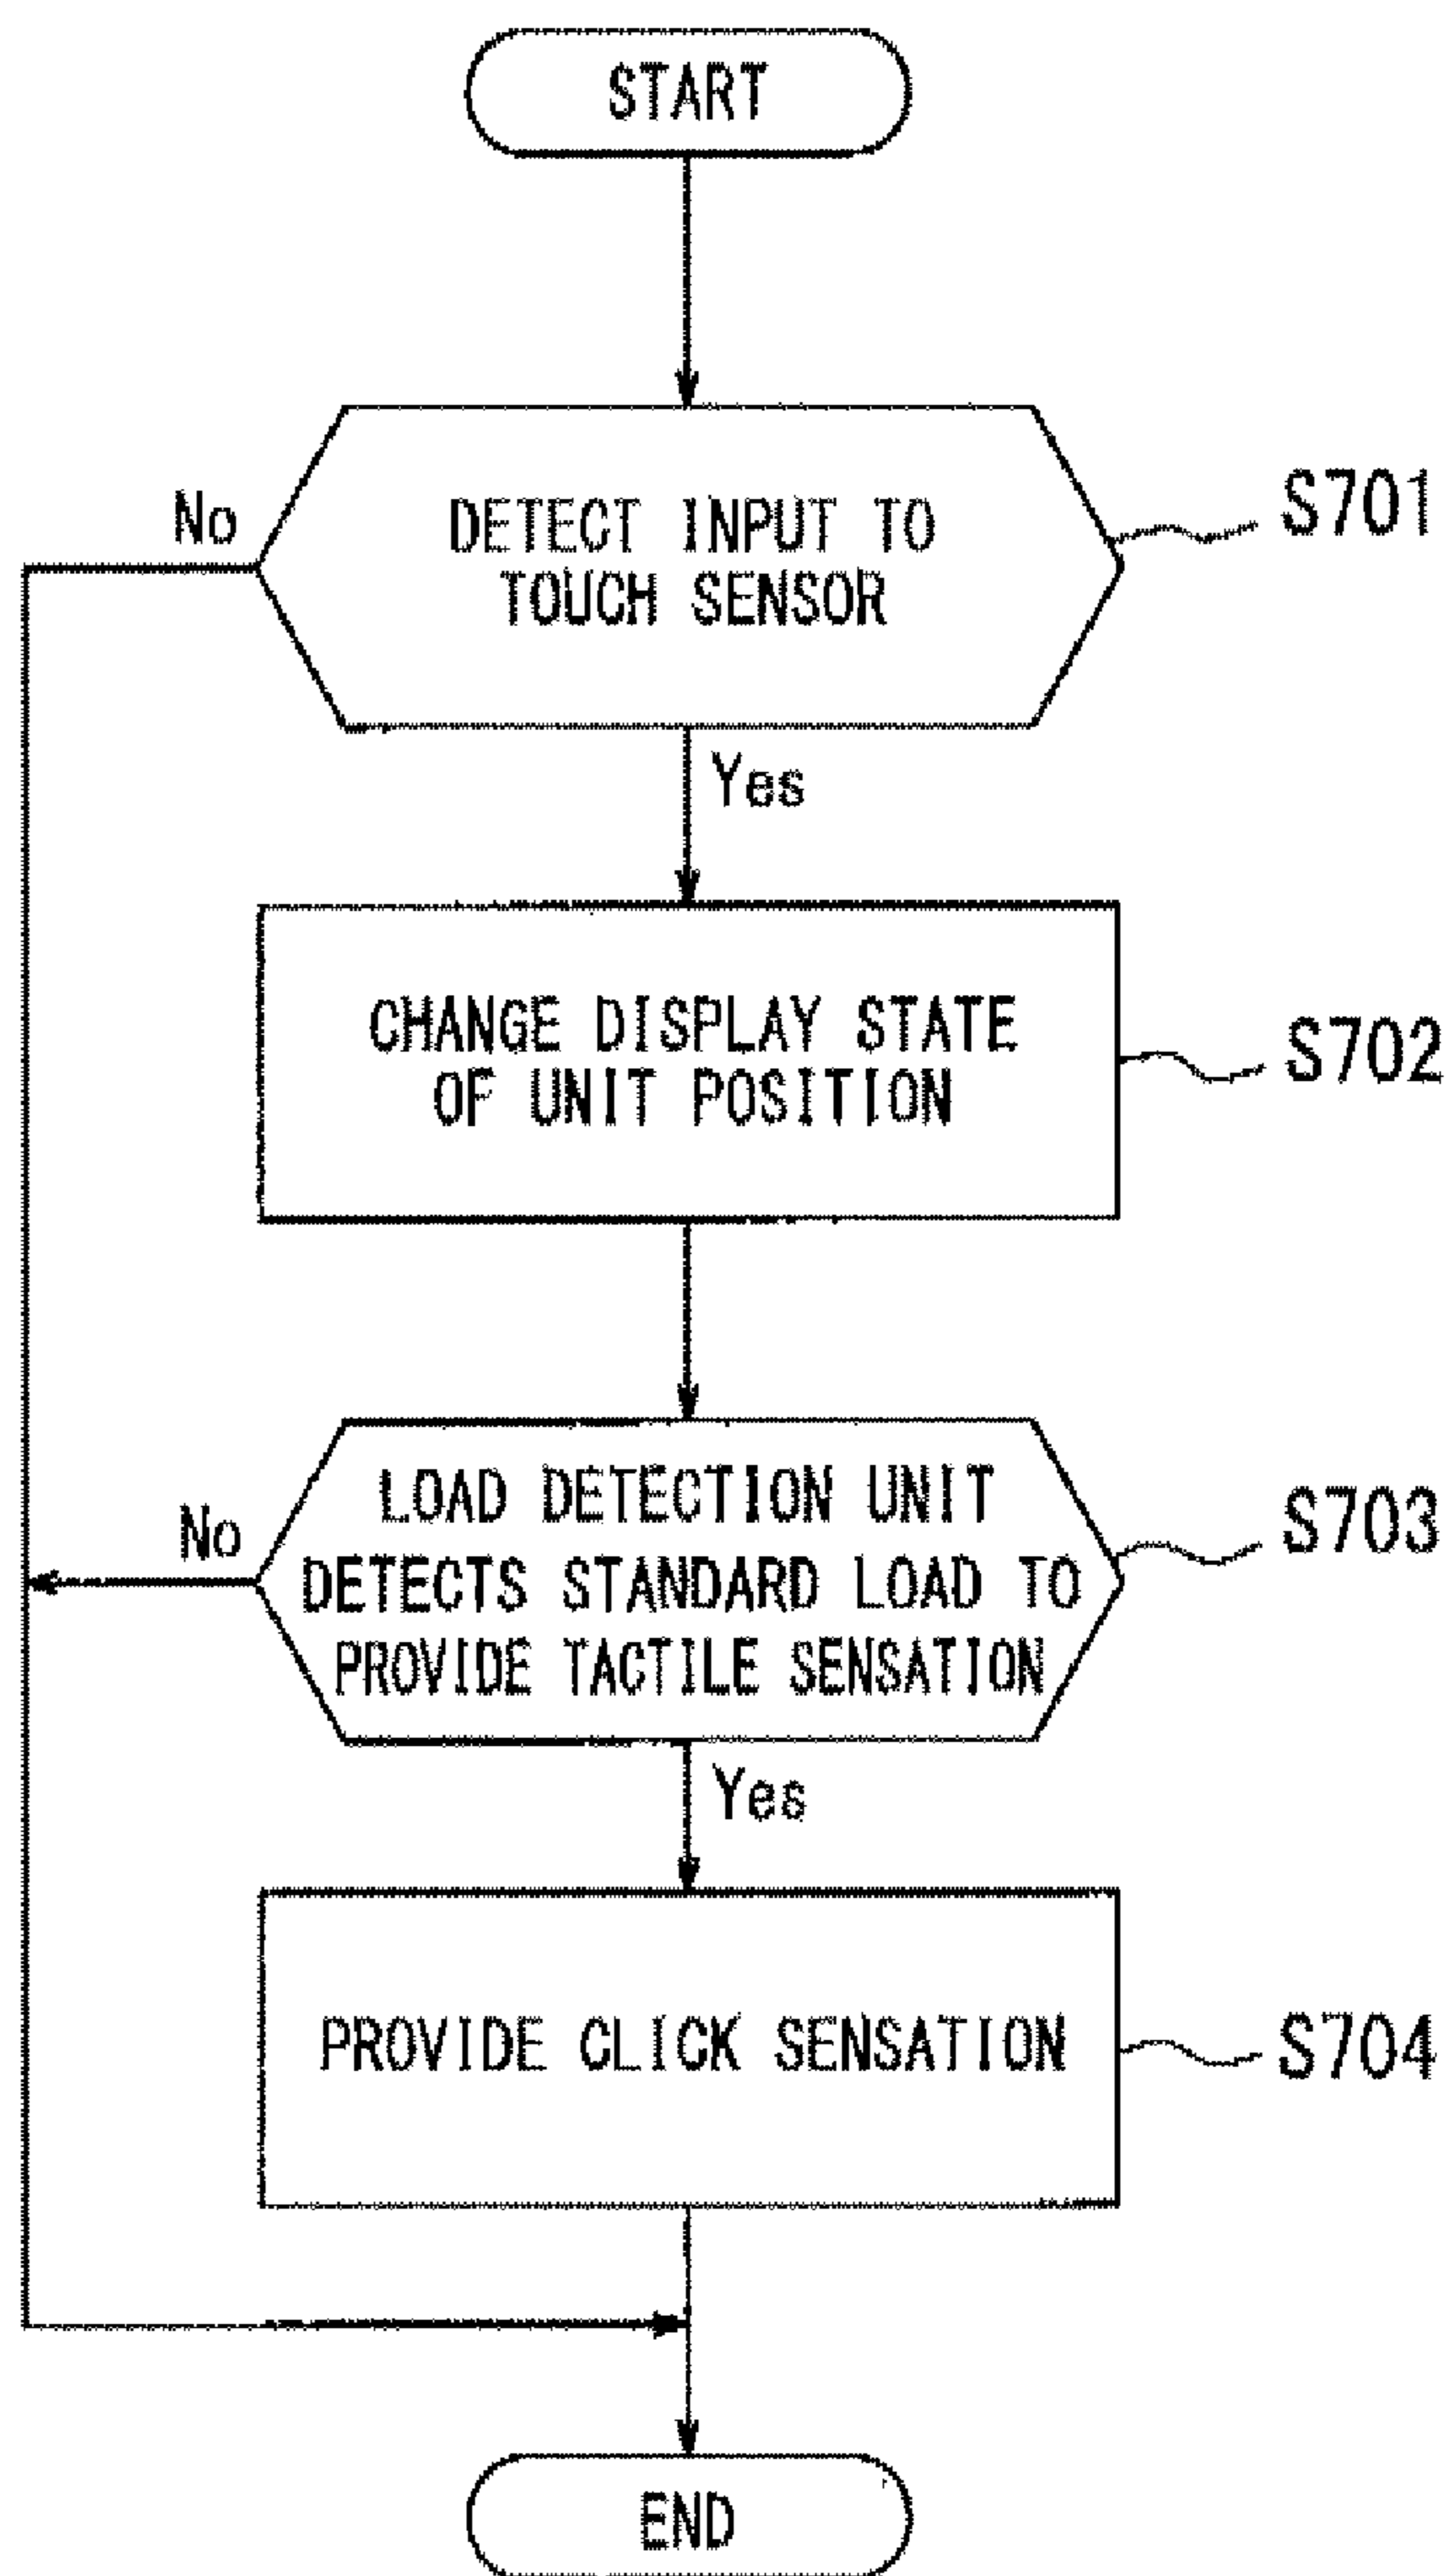 START
No
DETECT INPUT TO
TOUCH SENSOR
S701
Yes
CHANGE DISPLAY STATE
OF UNIT POSITION
S702
No
LOAD DETECTION UNIT
DETECTS STANDARD LOAD TO
PROVIDE TACTILE SENSATION
S703
Yes
PROVIDE CLICK SENSATION
S704
END